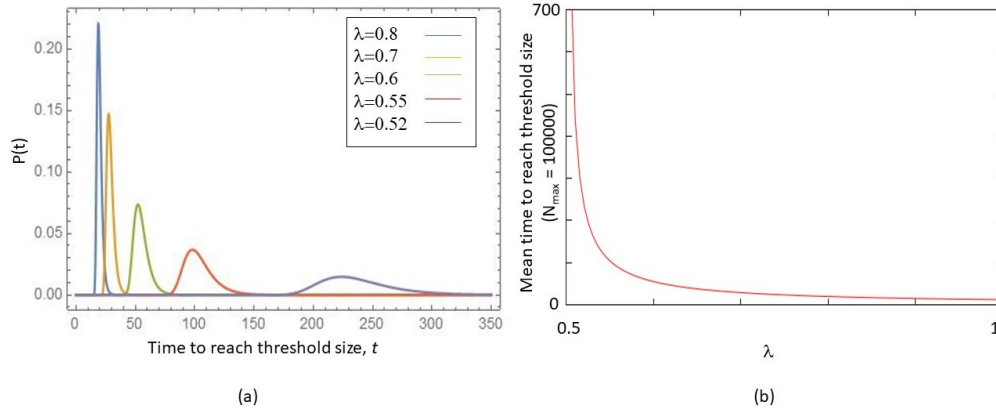 0.20
0.15
0.10
0.05
0.00
P(t)
λ=0.8
λ=0.7
λ=0.6
λ=0.55
λ=0.52
0 50 100 150 200 250 300 350
Time to reach threshold size, t
(a)
700
0
Mean time to reach threshold size
(Nmax = 100000)
0.5 1
λ
(b)